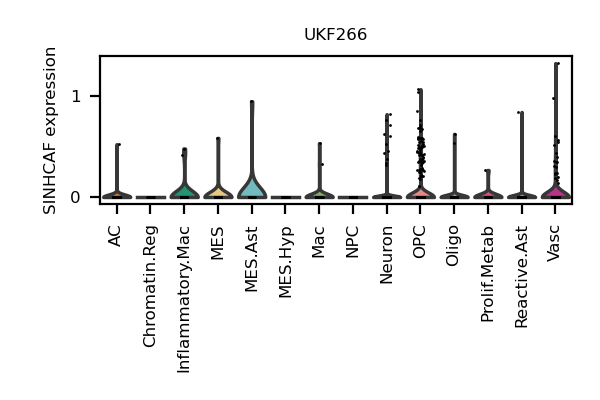 UKF266
SINHCAF expression
1
0
AC
Chromatin.Reg
Inflammatory.Mac
MES
MES.Ast
MES.Hyp
Mac
NPC
Neuron
OPC
Oligo
Prolif.Metab
Reactive.Ast
Vasc